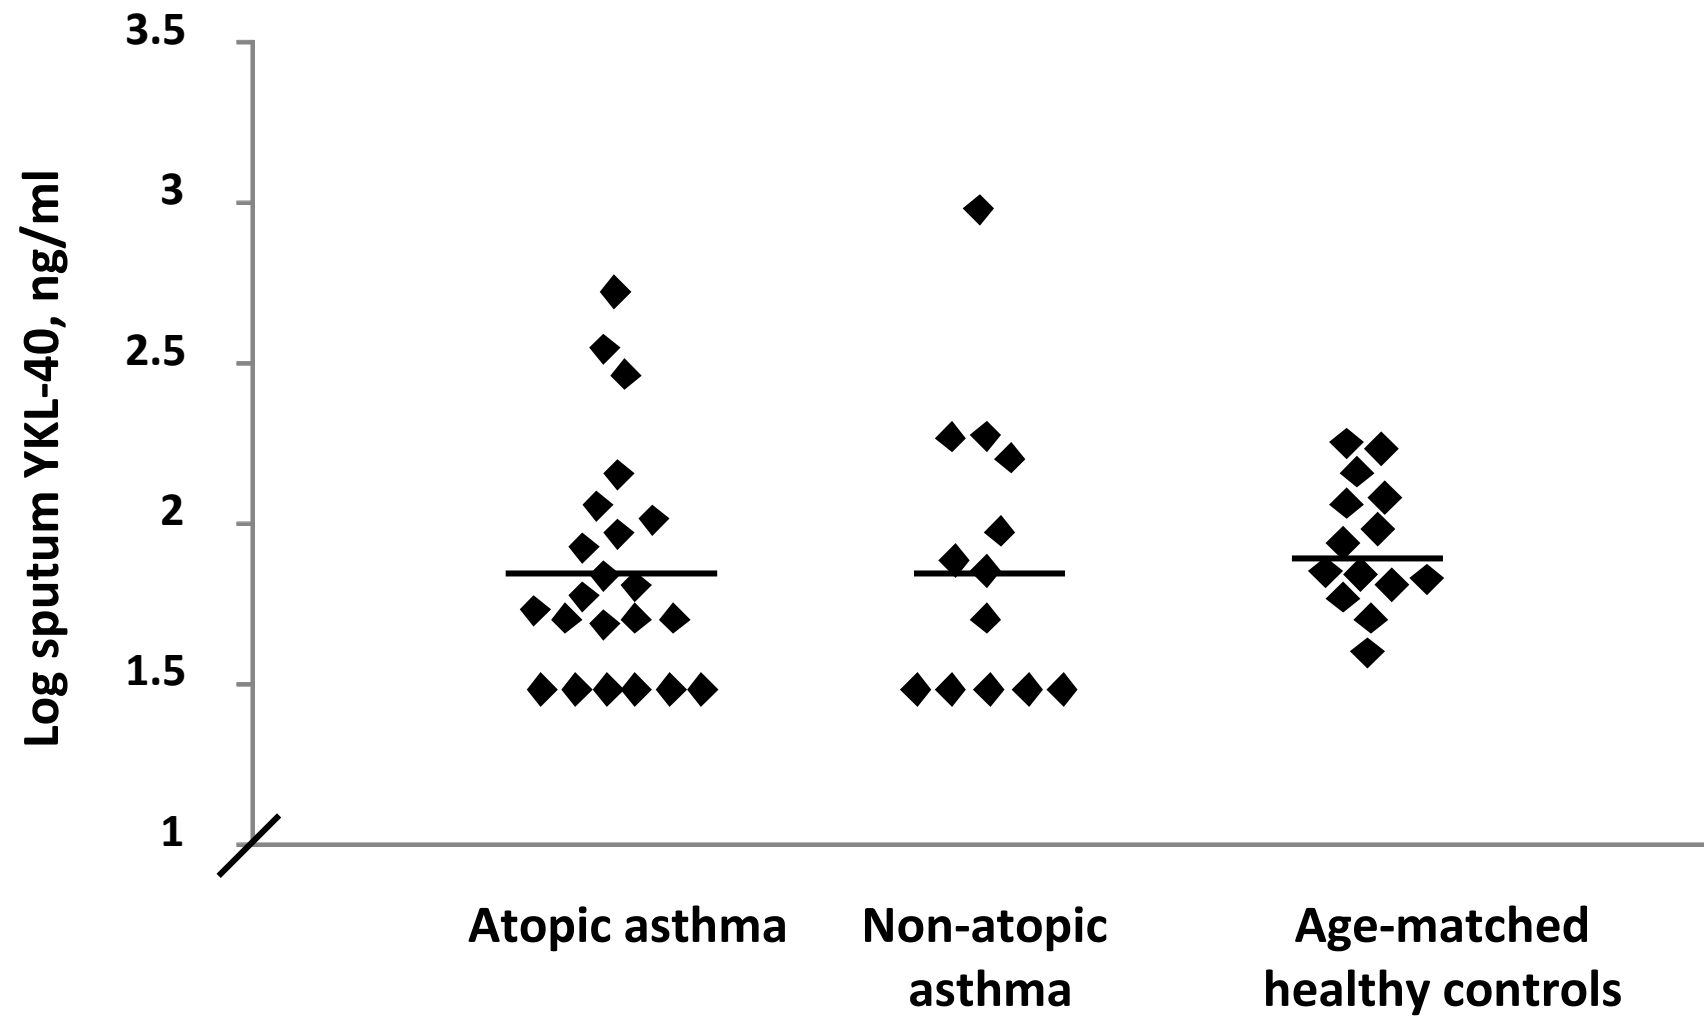 3.5
3
2.5
2
1.5
1
Log sputum YKL-40, ng/ml
Atopic asthma
Non-atopic
asthma
Age-matched
healthy controls